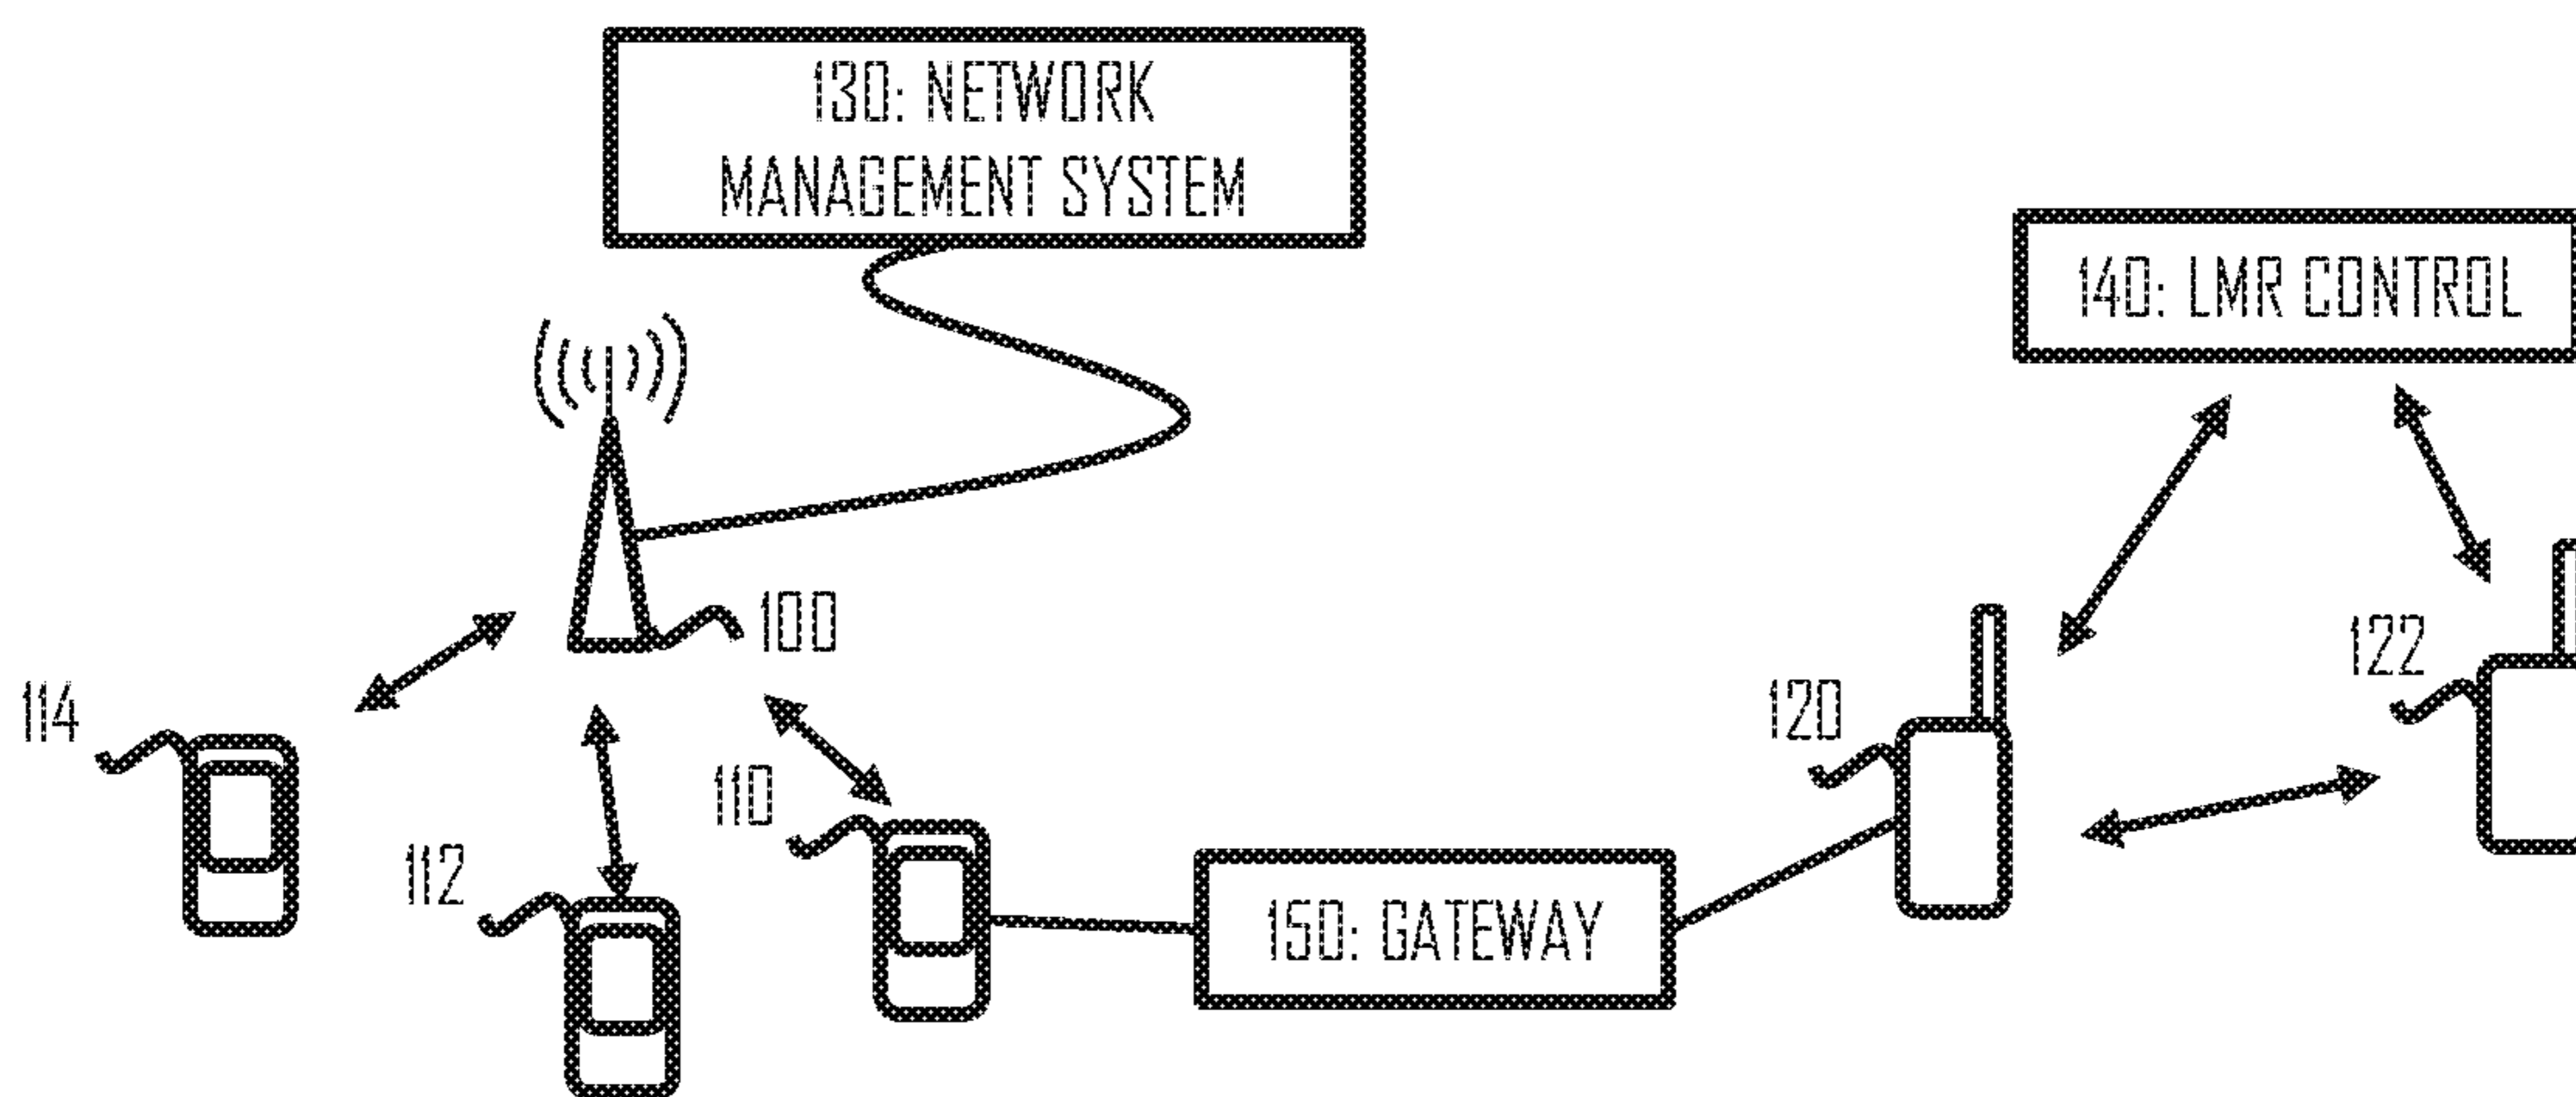 130: NETWORK
MANAGEMENT SYSTEM
140: LMR CONTROL
100
122
114
120
110
112
150: GATEWAY